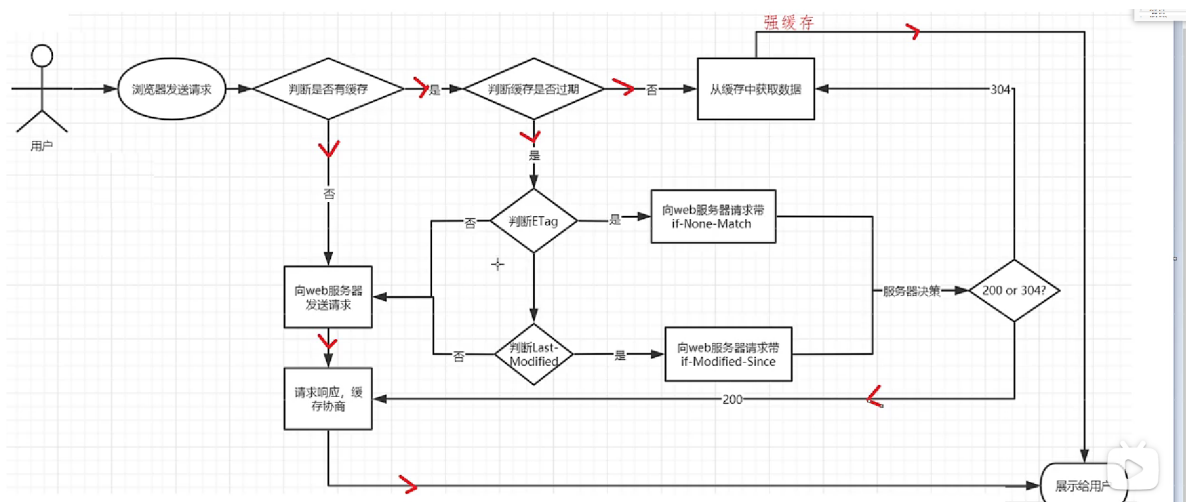 强缓存
用户
浏览器发送请求
判断是否有缓存
是
判断缓存是否过期
否
从缓存中获取数据
304
否
是
否
判断ETag
是
向web服务器请求带
if-None-Match
向web服务器
发送请求
服务器决策
200 or 304?
否
判断Last-
Modified
是
向web服务器请求带
if-Modified-Since
请求响应，缓
存协商
200
展示给用户